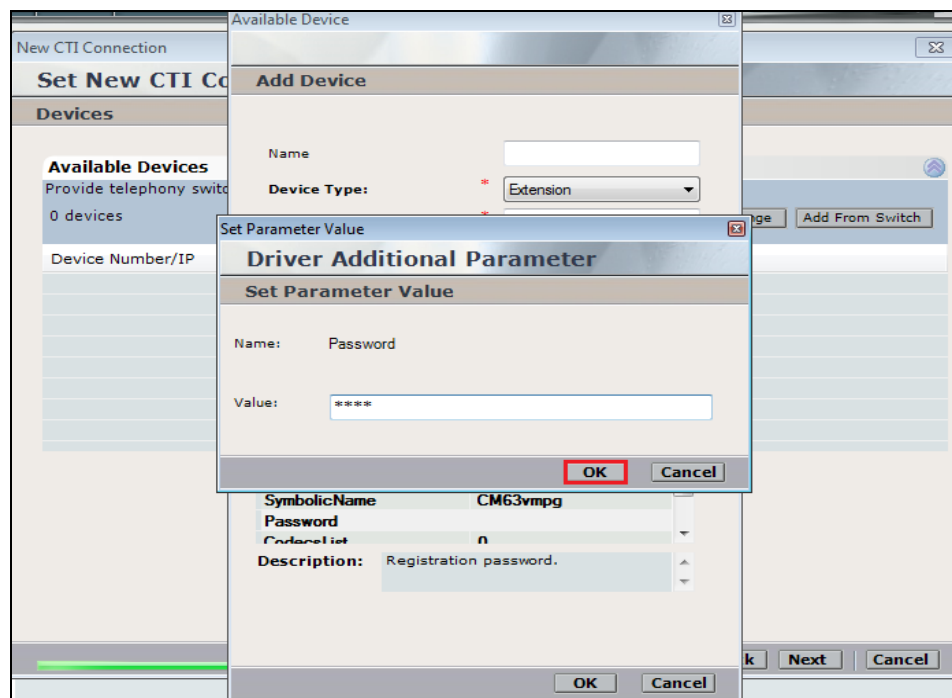 Available Device
New CTI Connection
Set New CTI Co
Add Device
Devices
Name
Available Devices
Provide telephony switc
Device Type:
*
Extension
0 devices
*
Add From Switch
Set Parameter Value
Device Number/IP
Driver Additional Parameter
Set Parameter Value
Name:
Password
Value:
****
OK
Cancel
SymbolicName
CM63vmpg
Password
CodecsList
0
Description:
Registration password.
k
Next
Cancel
OK
Cancel